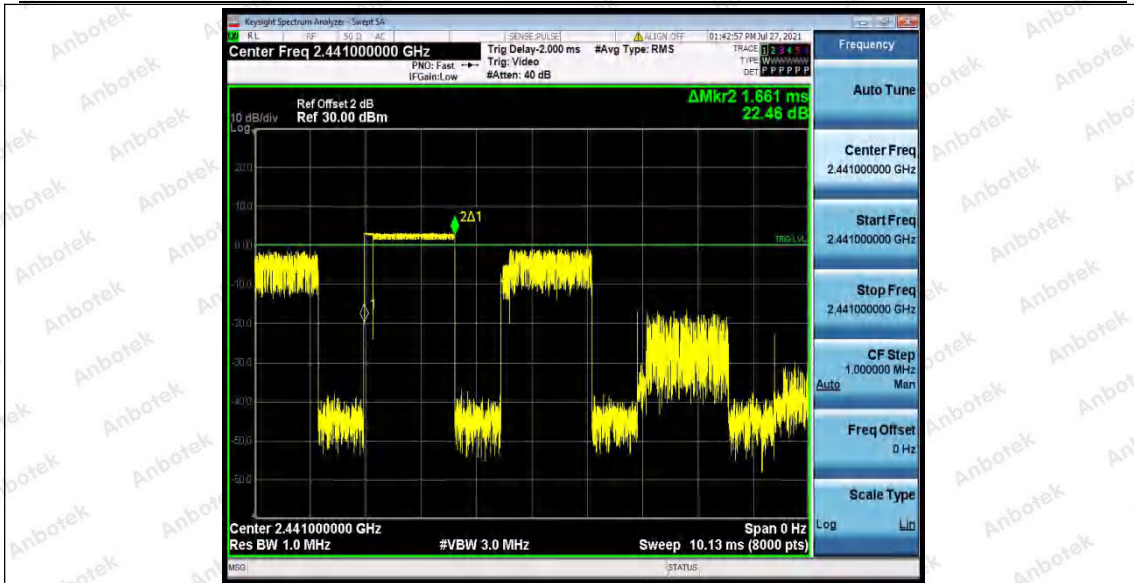 Keysight Spectrum Analyzer - Swept SA
RL RF 50 Ω AC SENSE:PULSE ALIGN OFF 01:42:57 PM Jul 27, 2021
Center Freq 2.441000000 GHz
Trig Delay-2.000 ms #Avg Type: RMS
TRACE 1 2 3 4 5 6
PNO: Fast Trig: Video
TYPE WWWWWW
IFGain:Low #Atten: 40 dB
DET P P P P P P
Frequency
Auto Tune
ΔMkr2 1.661 ms
22.46 dB
Ref Offset 2 dB
10 dB/div Ref 30.00 dBm
Log
20.0
10.0
0.00
-10.0
-20.0
-30.0
-40.0
-50.0
-60.0
2Δ1
1
TRIG LVL
Center Freq
2.441000000 GHz
Start Freq
2.441000000 GHz
Stop Freq
2.441000000 GHz
CF Step
1.000000 MHz
Auto Man
Freq Offset
0 Hz
Scale Type
Log Lin
Center 2.441000000 GHz Span 0 Hz
Res BW 1.0 MHz #VBW 3.0 MHz Sweep 10.13 ms (8000 pts)
MSG STATUS
Anbotek